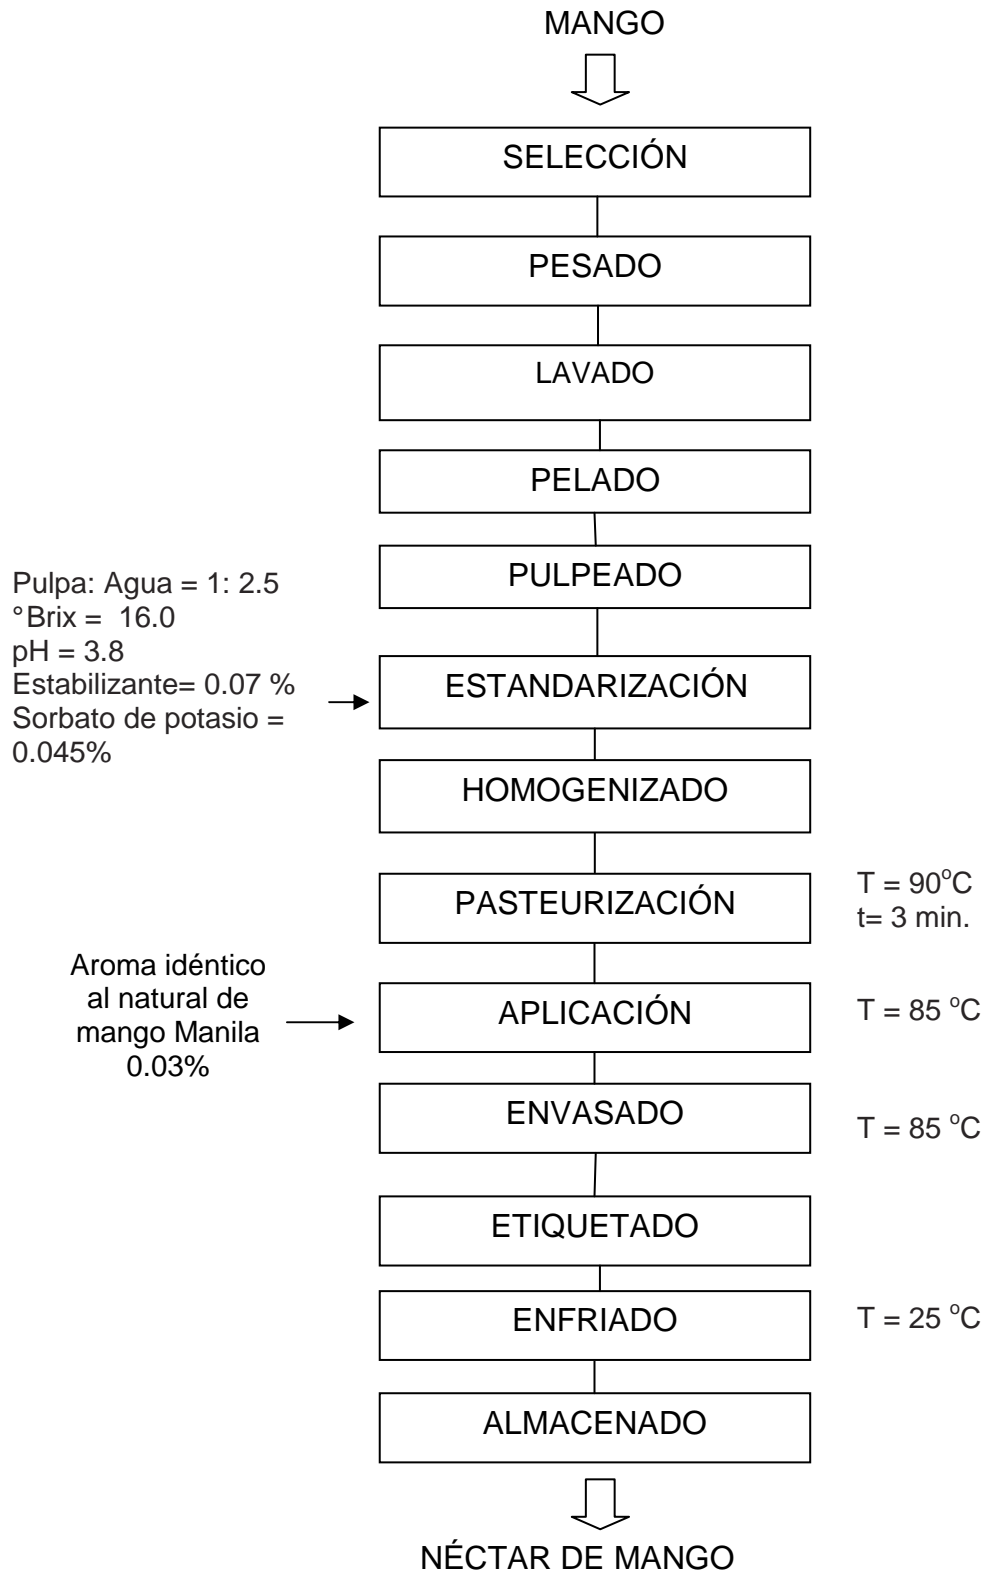 MANGO
SELECCIÓN
PESADO
LAVADO
PELADO
PULPEADO
Pulpa: Agua = 1: 2.5
°Brix = 16.0
pH = 3.8
Estabilizante= 0.07 %
Sorbato de potasio =
0.045%
ESTANDARIZACIÓN
HOMOGENIZADO
PASTEURIZACIÓN
T = 90°C
t= 3 min.
Aroma idéntico
al natural de
mango Manila
0.03%
APLICACIÓN
T = 85 °C
ENVASADO
T = 85 °C
ETIQUETADO
ENFRIADO
T = 25 °C
ALMACENADO
NÉCTAR DE MANGO